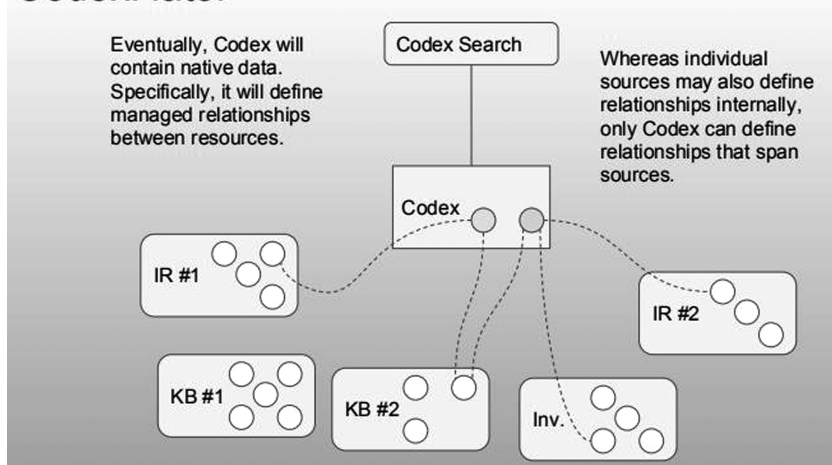 Eventually, Codex will
contain native data.
Specifically, it will define
managed relationships
between resources.
Codex Search
Whereas individual
sources may also define
relationships internally,
only Codex can define
relationships that span
sources.
Codex
IR #1
IR #2
KB #1
KB #2
Inv.